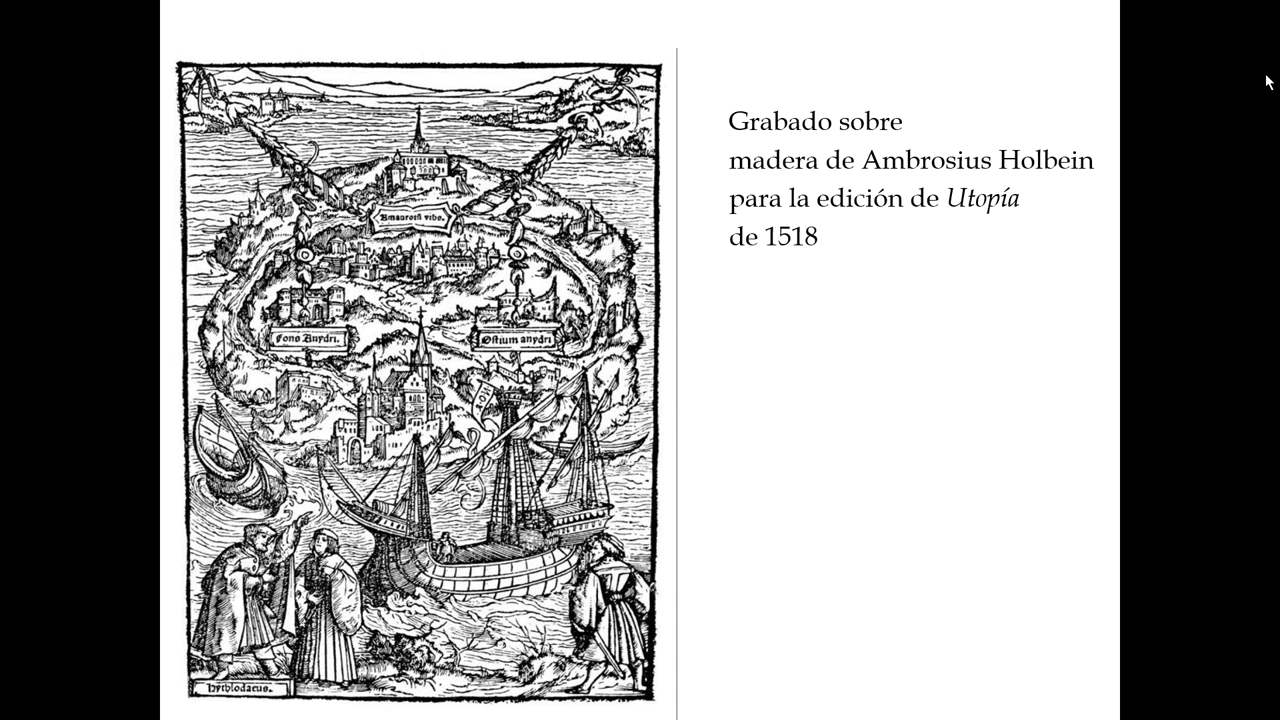 Amaurotū vrbs.
Fons Anydri.
Ostium anydri
Hythlodaeus.
Grabado sobre
madera de Ambrosius Holbein
para la edición de Utopía
de 1518